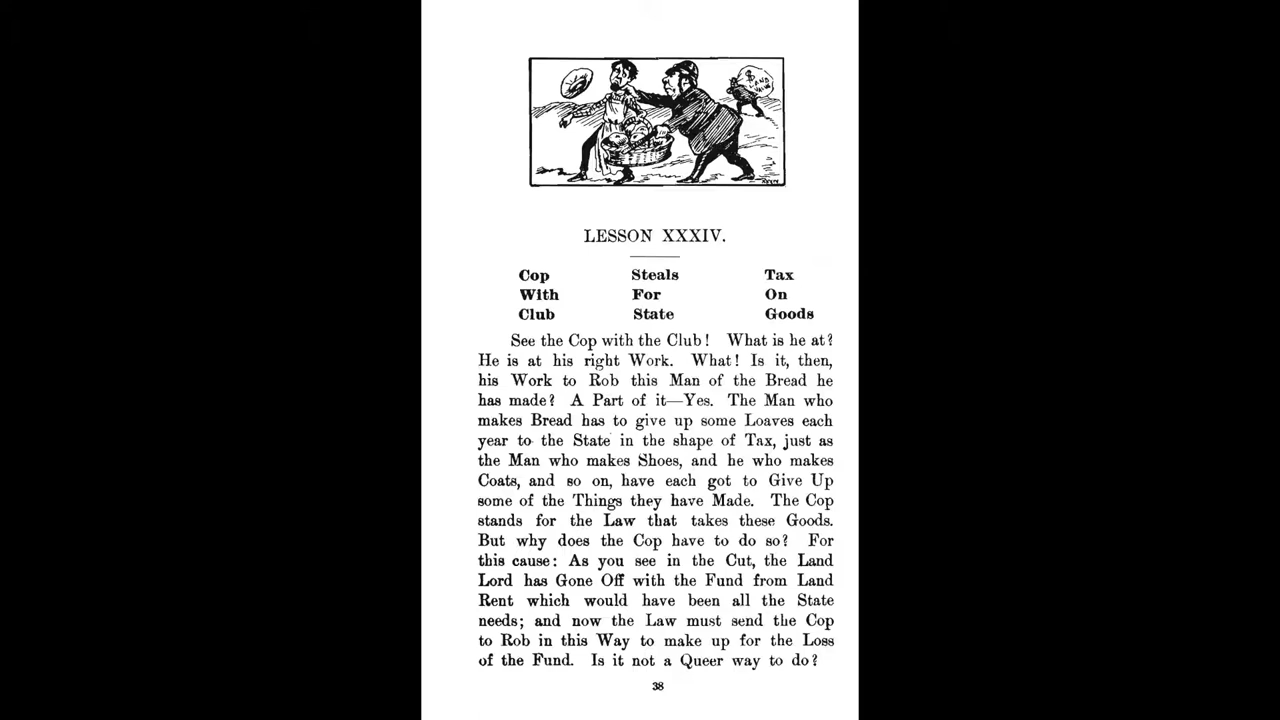 $
LAND
LESSON XXXIV.
Cop Steals Tax
With For On
Club State Goods
See the Cop with the Club! What is he at?
He is at his right Work. What! Is it, then,
his Work to Rob this Man of the Bread he
has made? A Part of it—Yes. The Man who
makes Bread has to give up some Loaves each
year to the State in the shape of Tax, just as
the Man who makes Shoes, and he who makes
Coats, and so on, have each got to Give Up
some of the Things they have Made. The Cop
stands for the Law that takes these Goods.
But why does the Cop have to do so? For
this cause: As you see in the Cut, the Land
Lord has Gone Off with the Fund from Land
Rent which would have been all the State
needs; and now the Law must send the Cop
to Rob in this Way to make up for the Loss
of the Fund. Is it not a Queer way to do?
38